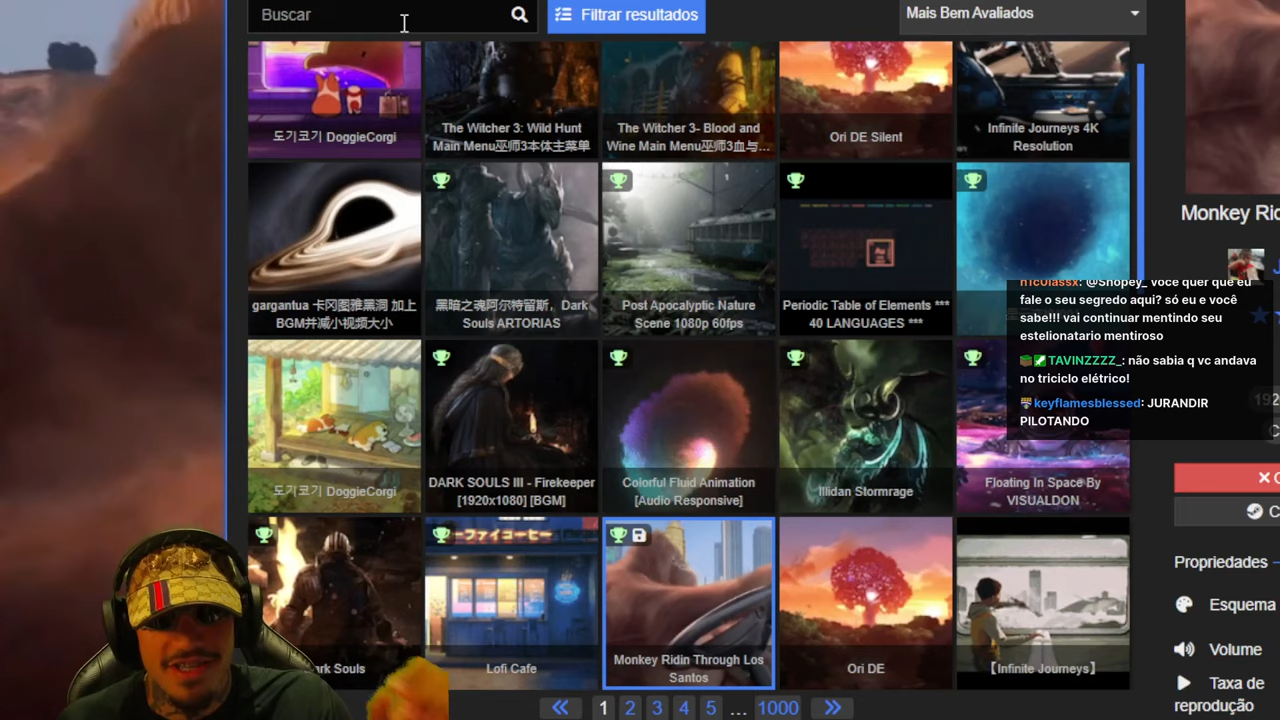 Buscar
Filtrar resultados
Mais Bem Avaliados
도기코기 DoggieCorgi
The Witcher 3: Wild Hunt
Main Menu巫师3本体主菜单
The Witcher 3- Blood and
Wine Main Menu巫师3血与...
Ori DE Silent
Infinite Journeys 4K
Resolution
Monkey Ric
gargantua 卡冈图雅黑洞 加上
BGM并减小视频大小
黑暗之魂阿尔特留斯，Dark
Souls ARTORIAS
Post Apocalyptic Nature
Scene 1080p 60fps
Periodic Table of Elements ***
40 LANGUAGES ***
@Shopey_ você quer que eu
fale o seu segredo aqui? só eu e você
sabe!!! vai continuar mentindo seu
estelionatario mentiroso
TAVINZZZZ_: não sabia q vc andava
no triciclo elétrico!
keyflamesblessed: JURANDIR
PILOTANDO
192
도기코기 DoggieCorgi
DARK SOULS III - Firekeeper
[1920x1080] [BGM]
Colorful Fluid Animation
[Audio Responsive]
Illidan Stormrage
Floating In Space By
VISUALDON
ファイコーヒー
ark Souls
Lofi Cafe
Monkey Ridin Through Los
Santos
Ori DE
【Infinite Journeys】
Propriedades
Esquema
Volume
Taxa de
reprodução
1 2 3 4 5 ... 1000